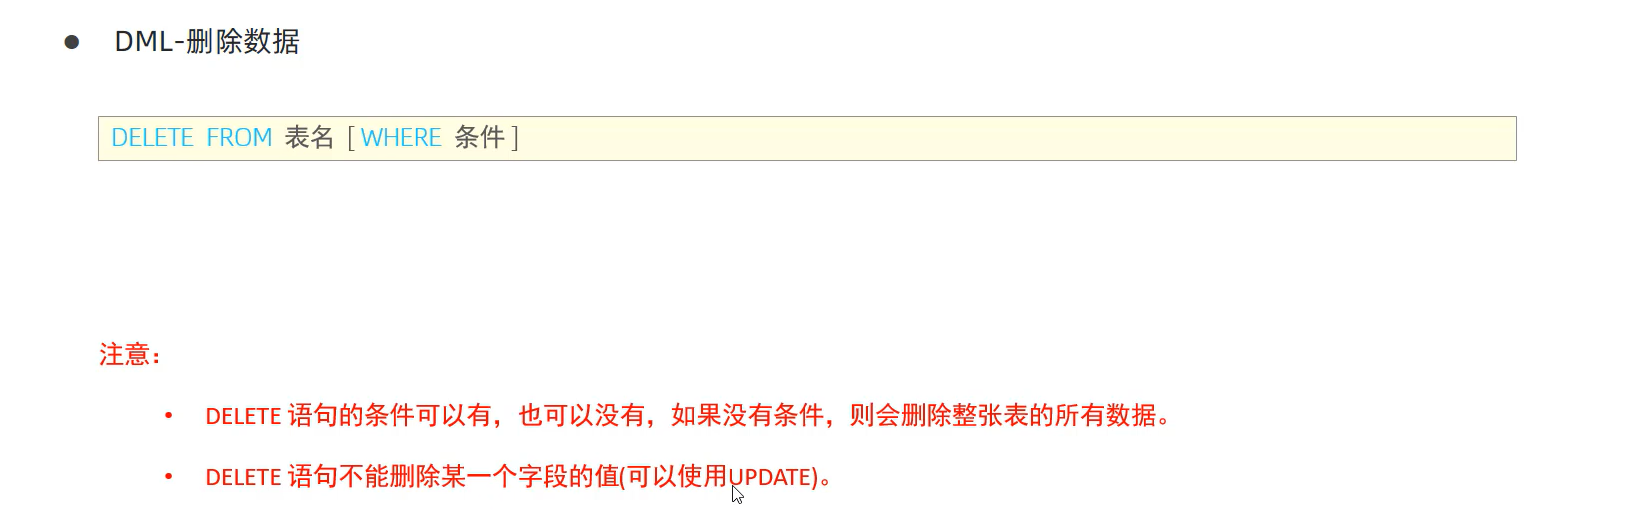 ● DML-删除数据
DELETE FROM 表名 [ WHERE 条件 ]
注意：
• DELETE 语句的条件可以有，也可以没有，如果没有条件，则会删除整张表的所有数据。
• DELETE 语句不能删除某一个字段的值(可以使用UPDATE)。